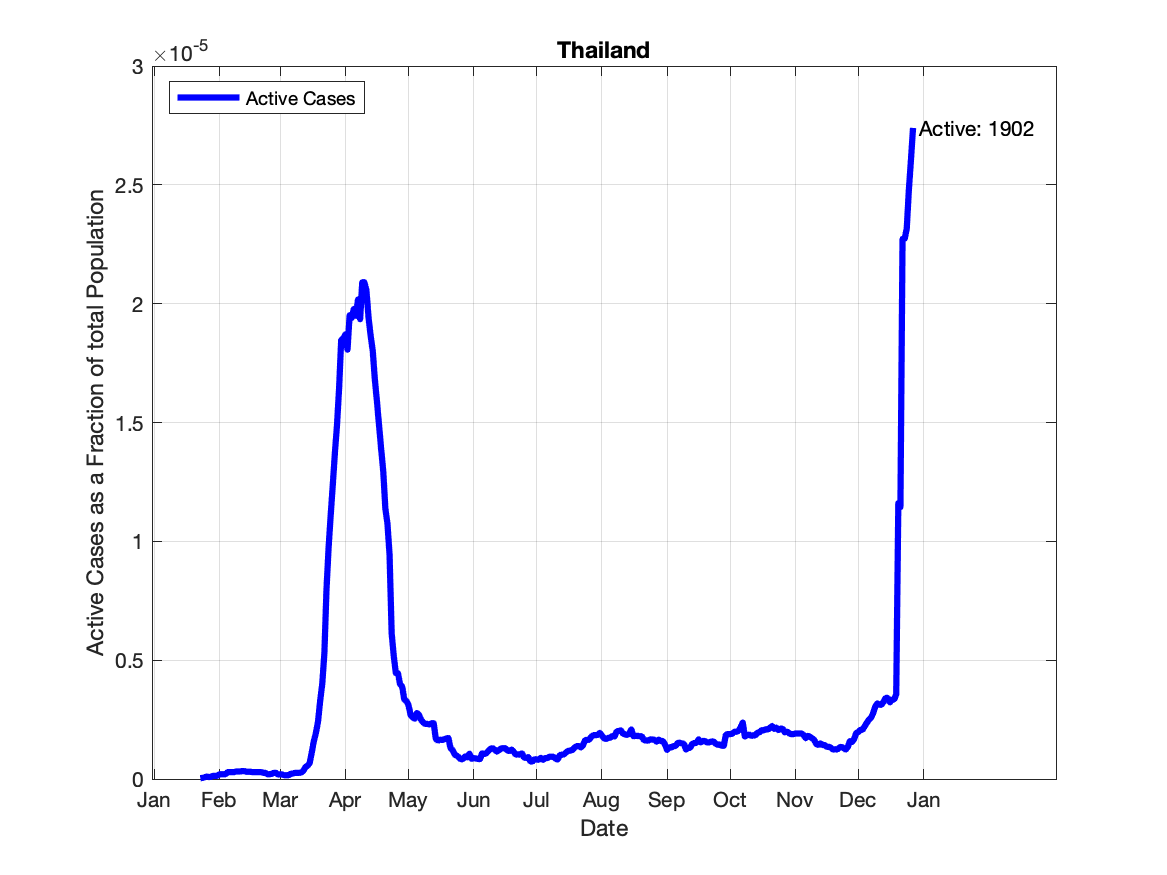 Thailand
×10-5
Active Cases
Active: 1902
3
2.5
2
1.5
1
0.5
0
Active Cases as a Fraction of total Population
Jan Feb Mar Apr May Jun Jul Aug Sep Oct Nov Dec Jan
Date